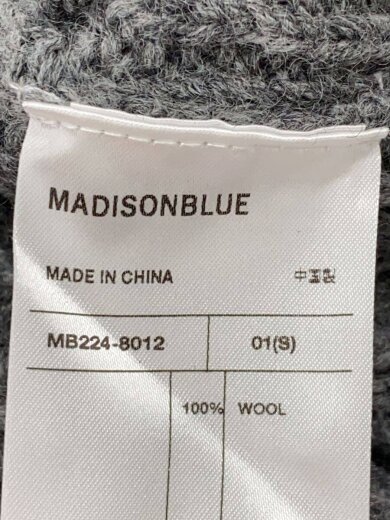 MADISONBLUE
MADE IN CHINA 中国製
MB224-8012 01(S)
100% WOOL